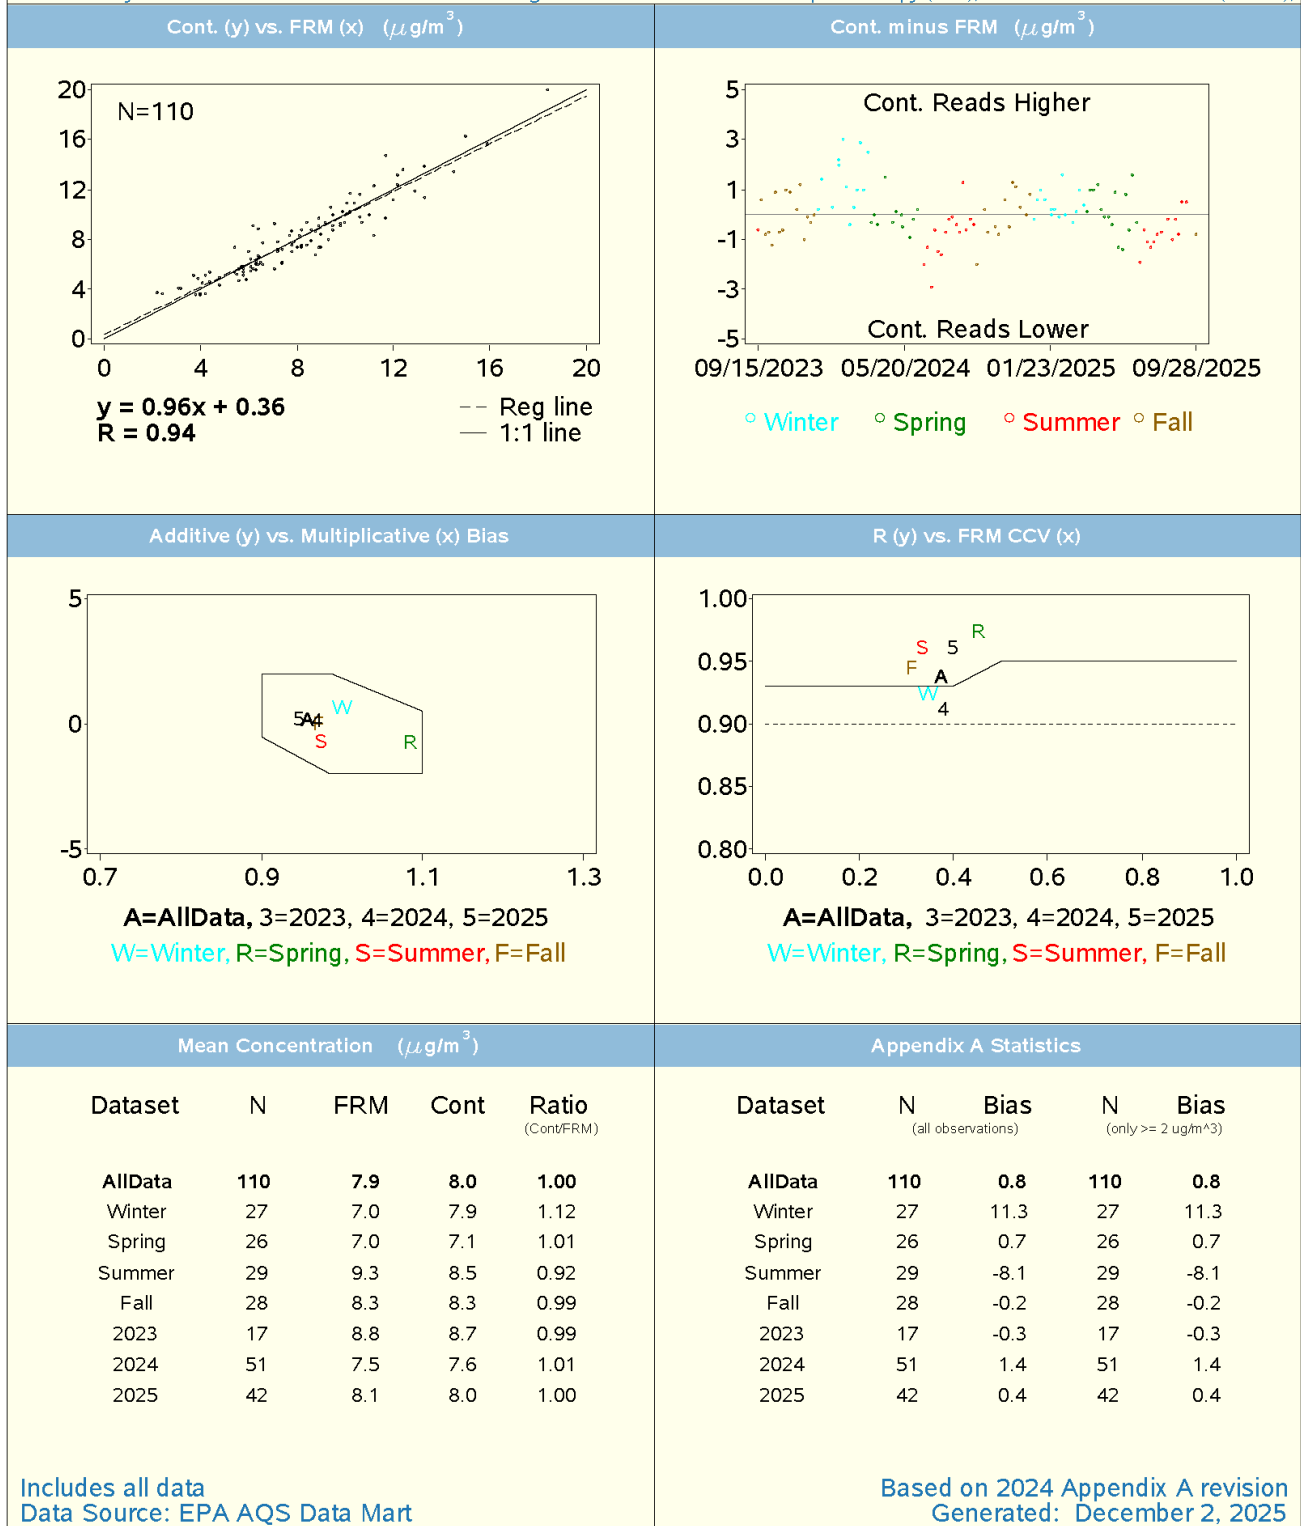 Cont. (y) vs. FRM (x) (μg/m³)
Cont. minus FRM (μg/m³)
20
16
12
8
4
0
N=110
0 4 8 12 16 20
y = 0.96x + 0.36
R = 0.94
Reg line
1:1 line
5
3
1
-1
-3
-5
Cont. Reads Higher
Cont. Reads Lower
09/15/2023 05/20/2024 01/23/2025 09/28/2025
Winter Spring Summer Fall
Additive (y) vs. Multiplicative (x) Bias
R (y) vs. FRM CCV (x)
5
0
-5
W
5 A 4
F
S
R
0.7 0.9 1.1 1.3
A=AllData, 3=2023, 4=2024, 5=2025
W=Winter, R=Spring, S=Summer, F=Fall
1.00
0.95
0.90
0.85
0.80
R
S 5
F
A
W
4
0.0 0.2 0.4 0.6 0.8 1.0
A=AllData, 3=2023, 4=2024, 5=2025
W=Winter, R=Spring, S=Summer, F=Fall
Mean Concentration (μg/m³)
Dataset N FRM Cont Ratio
(Cont/FRM)
AllData 110 7.9 8.0 1.00
Winter 27 7.0 7.9 1.12
Spring 26 7.0 7.1 1.01
Summer 29 9.3 8.5 0.92
Fall 28 8.3 8.3 0.99
2023 17 8.8 8.7 0.99
2024 51 7.5 7.6 1.01
2025 42 8.1 8.0 1.00
Appendix A Statistics
Dataset N Bias N Bias
(all observations) (only >= 2 ug/m^3)
AllData 110 0.8 110 0.8
Winter 27 11.3 27 11.3
Spring 26 0.7 26 0.7
Summer 29 -8.1 29 -8.1
Fall 28 -0.2 28 -0.2
2023 17 -0.3 17 -0.3
2024 51 1.4 51 1.4
2025 42 0.4 42 0.4
Includes all data
Data Source: EPA AQS Data Mart
Based on 2024 Appendix A revision
Generated: December 2, 2025